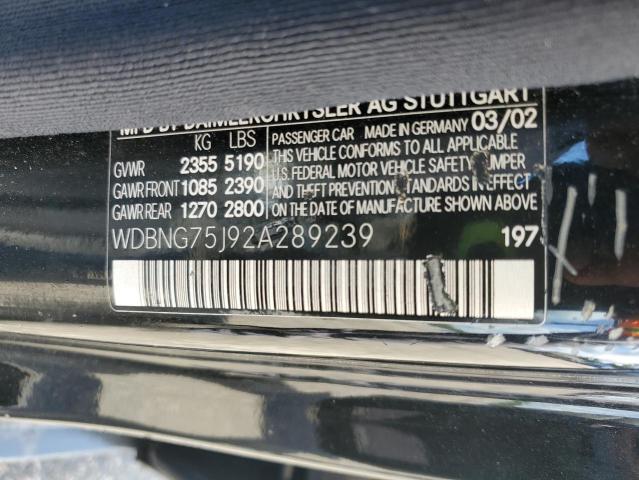 MFD BY DAIMLERCHRYSLER AG STUTTGART
KG LBS
GVWR 2355 5190
GAWR FRONT 1085 2390
GAWR REAR 1270 2800
PASSENGER CAR MADE IN GERMANY 03/02
THIS VEHICLE CONFORMS TO ALL APPLICABLE
U.S. FEDERAL MOTOR VEHICLE SAFETY, BUMPER
AND THEFT PREVENTION STANDARDS IN EFFECT
ON THE DATE OF MANUFACTURE SHOWN ABOVE.
WDBNG75J92A289239 197